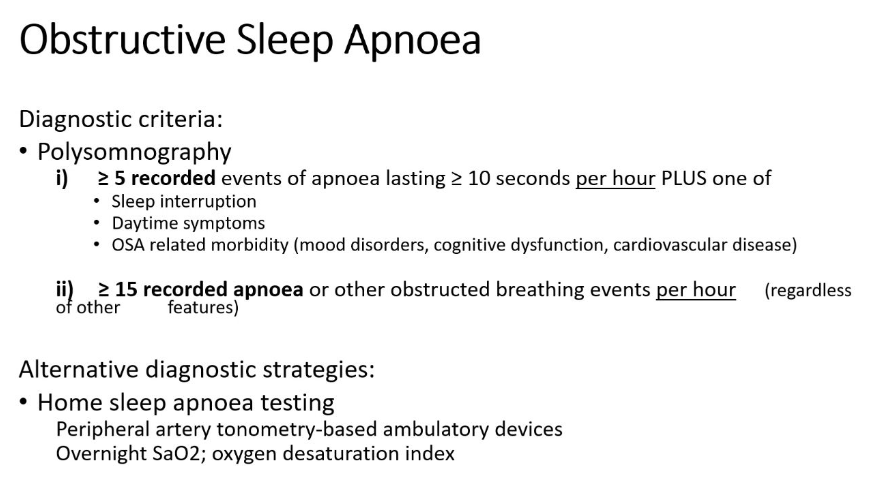 Obstructive Sleep Apnoea
Diagnostic criteria:
• Polysomnography
i) ≥ 5 recorded events of apnoea lasting ≥ 10 seconds per hour PLUS one of
• Sleep interruption
• Daytime symptoms
• OSA related morbidity (mood disorders, cognitive dysfunction, cardiovascular disease)
ii) ≥ 15 recorded apnoea or other obstructed breathing events per hour (regardless
of other features)
Alternative diagnostic strategies:
• Home sleep apnoea testing
Peripheral artery tonometry-based ambulatory devices
Overnight SaO2; oxygen desaturation index